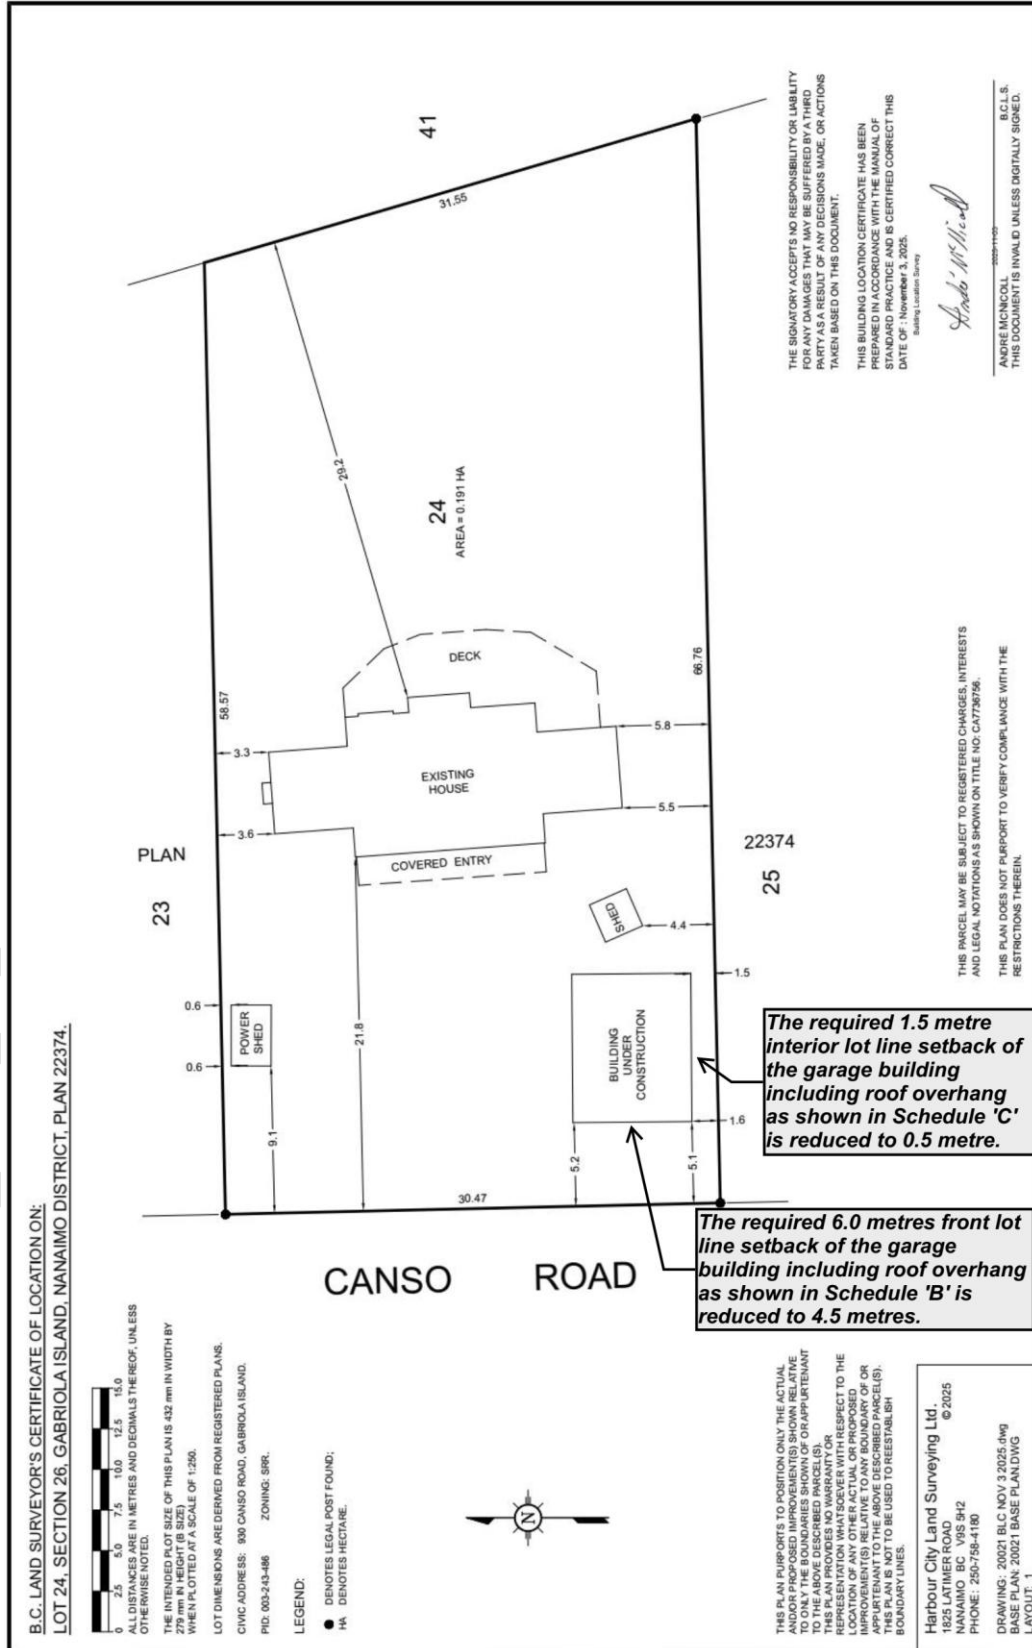 B.C. LAND SURVEYOR'S CERTIFICATE OF LOCATION ON:
LOT 24, SECTION 26, GABRIOLA ISLAND, NANAIMO DISTRICT, PLAN 22374.
0 2.5 5.0 7.5 10.0 12.5 15.0
ALL DISTANCES ARE IN METRES AND DECIMALS THEREOF, UNLESS
OTHERWISE NOTED.
THE INTENDED PLOT SIZE OF THIS PLAN IS 432 mm IN WIDTH BY
279 mm IN HEIGHT (B SIZE)
WHEN PLOTTED AT A SCALE OF 1:250.
LOT DIMENSIONS ARE DERIVED FROM REGISTERED PLANS.
CIVIC ADDRESS: 930 CANSO ROAD, GABRIOLA ISLAND.
PID: 003-243-486 ZONING: SRR.
LEGEND:
DENOTES LEGAL POST FOUND;
HA DENOTES HECTARE.
N
41
31.55
29.2
24
AREA = 0.191 HA
58.57
DECK
66.76
3.3
5.8
EXISTING
HOUSE
3.6
5.5
PLAN
22374
COVERED ENTRY
23
25
SHED
4.4
0.6
1.5
POWER
SHED
0.6
21.8
BUILDING
UNDER
CONSTRUCTION
1.6
9.1
5.2
5.1
30.47
CANSO ROAD
The required 1.5 metre
interior lot line setback of
the garage building
including roof overhang
as shown in Schedule 'C'
is reduced to 0.5 metre.
The required 6.0 metres front lot
line setback of the garage
building including roof overhang
as shown in Schedule 'B' is
reduced to 4.5 metres.
THIS PLAN PURPORTS TO POSITION ONLY THE ACTUAL
AND/OR PROPOSED IMPROVEMENT(S) SHOWN RELATIVE
TO ONLY THE BOUNDARIES SHOWN OF OR APPURTENANT
TO THE ABOVE DESCRIBED PARCEL(S).
THIS PLAN PROVIDES NO WARRANTY OR
REPRESENTATION WHATSOEVER WITH RESPECT TO THE
LOCATION OF ANY OTHER ACTUAL OR PROPOSED
IMPROVEMENT(S) RELATIVE TO ANY BOUNDARY OF OR
APPURTENANT TO THE ABOVE DESCRIBED PARCEL(S).
THIS PLAN IS NOT TO BE USED TO REESTABLISH
BOUNDARY LINES.
THIS PARCEL MAY BE SUBJECT TO REGISTERED CHARGES, INTERESTS
AND LEGAL NOTATIONS AS SHOWN ON TITLE NO: CA7736756.
THIS PLAN DOES NOT PURPORT TO VERIFY COMPLIANCE WITH THE
RESTRICTIONS THEREIN.
THE SIGNATORY ACCEPTS NO RESPONSIBILITY OR LIABILITY
FOR ANY DAMAGES THAT MAY BE SUFFERED BY A THIRD
PARTY AS A RESULT OF ANY DECISIONS MADE, OR ACTIONS
TAKEN BASED ON THIS DOCUMENT.
THIS BUILDING LOCATION CERTIFICATE HAS BEEN
PREPARED IN ACCORDANCE WITH THE MANUAL OF
STANDARD PRACTICE AND IS CERTIFIED CORRECT THIS
DATE OF : November 3, 2025.
Building Location Survey
André McNicoll
2025-11-03
ANDRÉ MCNICOLL B.C.L.S.
THIS DOCUMENT IS INVALID UNLESS DIGITALLY SIGNED.
Harbour City Land Surveying Ltd.
1825 LATIMER ROAD ©2025
NANAIMO BC V9S 5H2
PHONE: 250-758-4180
DRAWING: 20021 BLC NOV 3 2025.dwg
BASE PLAN: 20021 BASE PLAN.DWG
LAYOUT: 1